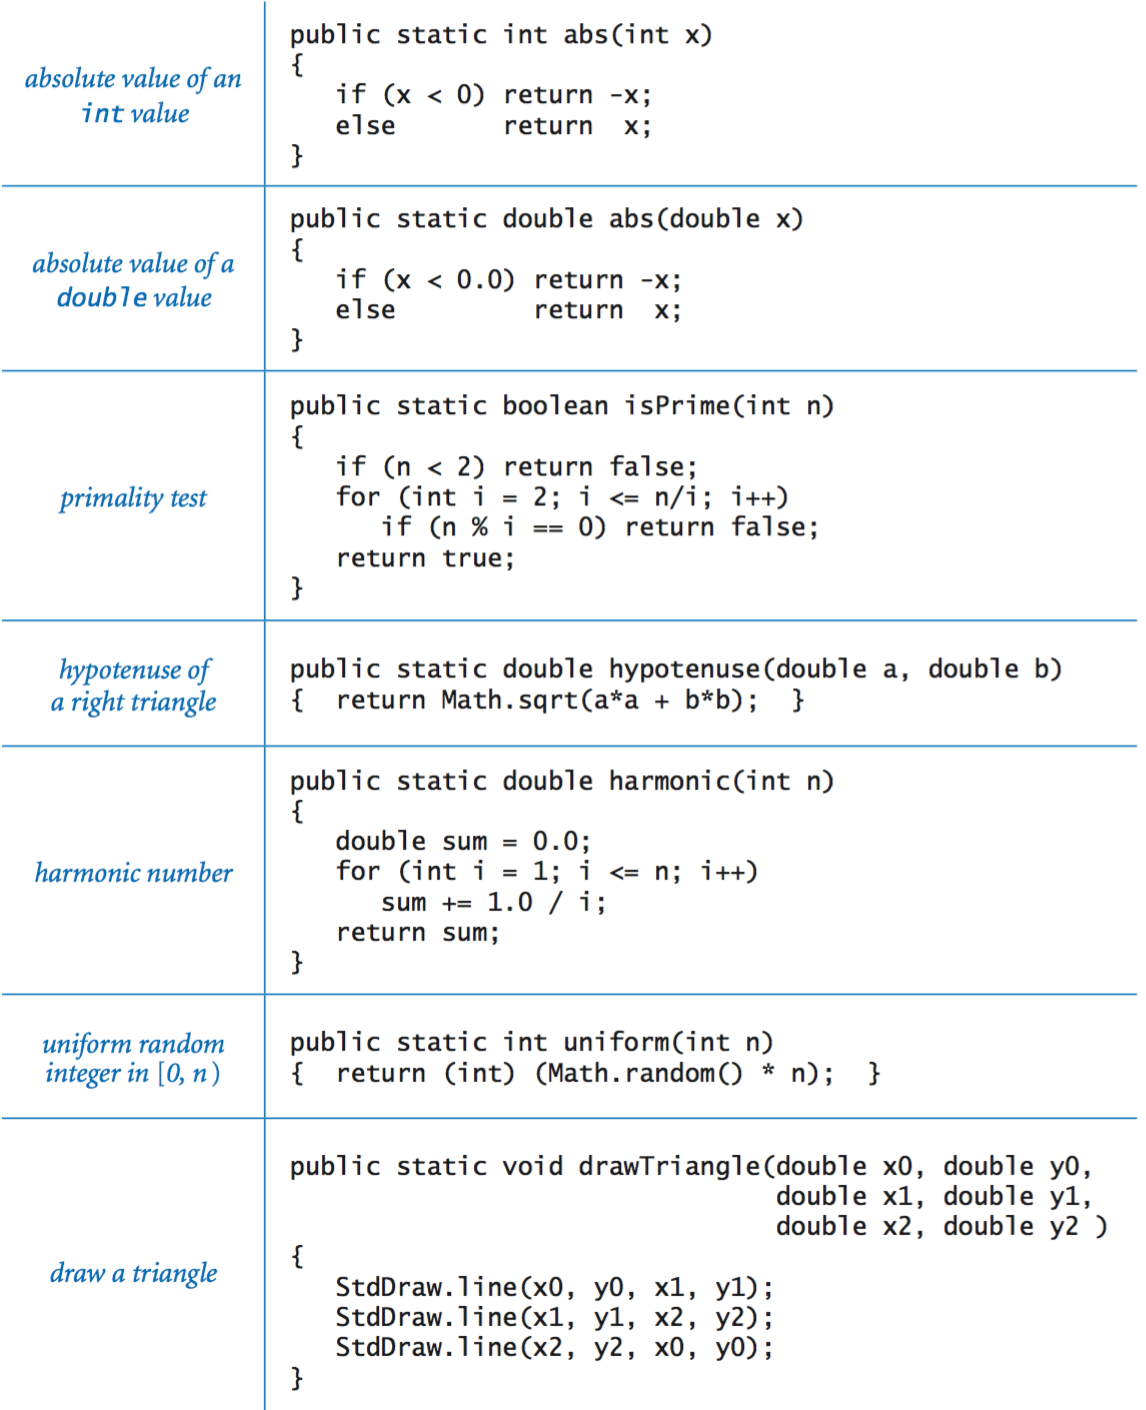 absolute value of an
int value
public static int abs(int x)
{
   if (x < 0) return -x;
   else       return  x;
}
absolute value of a
double value
public static double abs(double x)
{
   if (x < 0.0) return -x;
   else         return  x;
}
primality test
public static boolean isPrime(int n)
{
   if (n < 2) return false;
   for (int i = 2; i <= n/i; i++)
      if (n % i == 0) return false;
   return true;
}
hypotenuse of
a right triangle
public static double hypotenuse(double a, double b)
{  return Math.sqrt(a*a + b*b);  }
harmonic number
public static double harmonic(int n)
{
   double sum = 0.0;
   for (int i = 1; i <= n; i++)
      sum += 1.0 / i;
   return sum;
}
uniform random
integer in [0, n)
public static int uniform(int n)
{  return (int) (Math.random() * n);  }
draw a triangle
public static void drawTriangle(double x0, double y0,
                                double x1, double y1,
                                double x2, double y2 )
{
   StdDraw.line(x0, y0, x1, y1);
   StdDraw.line(x1, y1, x2, y2);
   StdDraw.line(x2, y2, x0, y0);
}